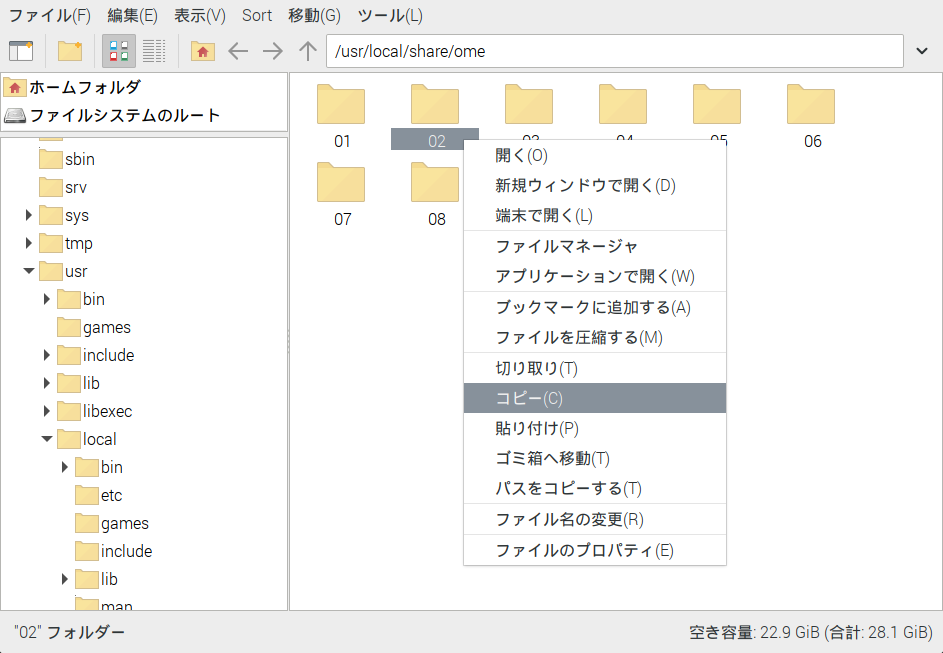 ファイル(F) 編集(E) 表示(V) Sort 移動(G) ツール(L)
/usr/local/share/ome
ホームフォルダ
ファイルシステムのルート
sbin
srv
sys
tmp
usr
bin
games
include
lib
libexec
local
bin
etc
games
include
lib
man
01 02 03 04 05 06
07 08
開く(O)
新規ウィンドウで開く(D)
端末で開く(L)
ファイルマネージャ
アプリケーションで開く(W)
ブックマークに追加する(A)
ファイルを圧縮する(M)
切り取り(T)
コピー(C)
貼り付け(P)
ゴミ箱へ移動(T)
パスをコピーする(T)
ファイル名の変更(R)
ファイルのプロパティ(E)
"02" フォルダー
空き容量: 22.9 GiB (合計: 28.1 GiB)